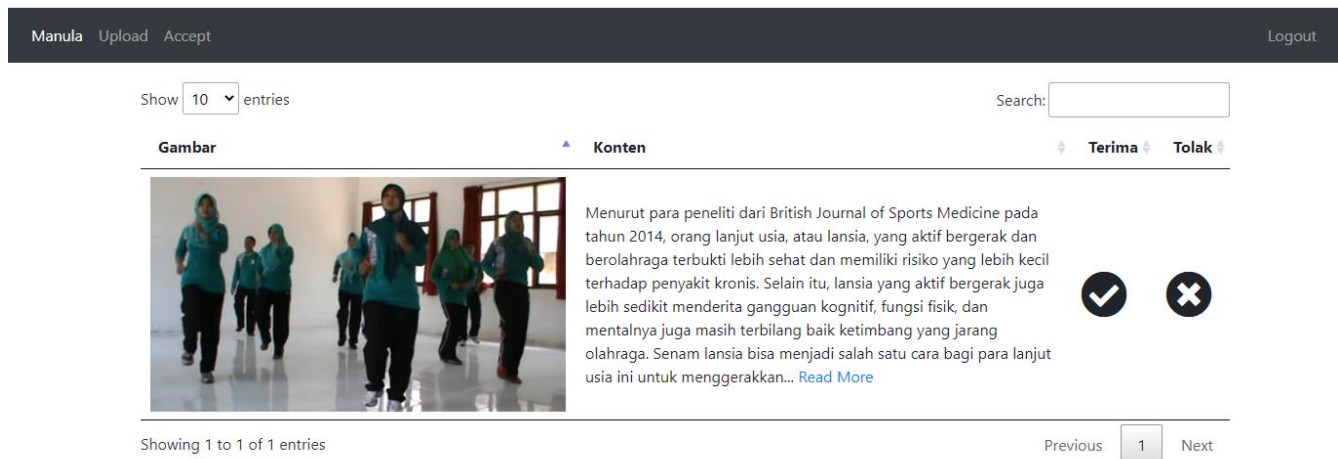 Manula Upload Accept Logout
Show 10 entries Search:
Gambar Konten Terima Tolak
Menurut para peneliti dari British Journal of Sports Medicine pada
tahun 2014, orang lanjut usia, atau lansia, yang aktif bergerak dan
berolahraga terbukti lebih sehat dan memiliki risiko yang lebih kecil
terhadap penyakit kronis. Selain itu, lansia yang aktif bergerak juga
lebih sedikit menderita gangguan kognitif, fungsi fisik, dan
mentalnya juga masih terbilang baik ketimbang yang jarang
olahraga. Senam lansia bisa menjadi salah satu cara bagi para lanjut
usia ini untuk menggerakkan... Read More
Showing 1 to 1 of 1 entries Previous 1 Next